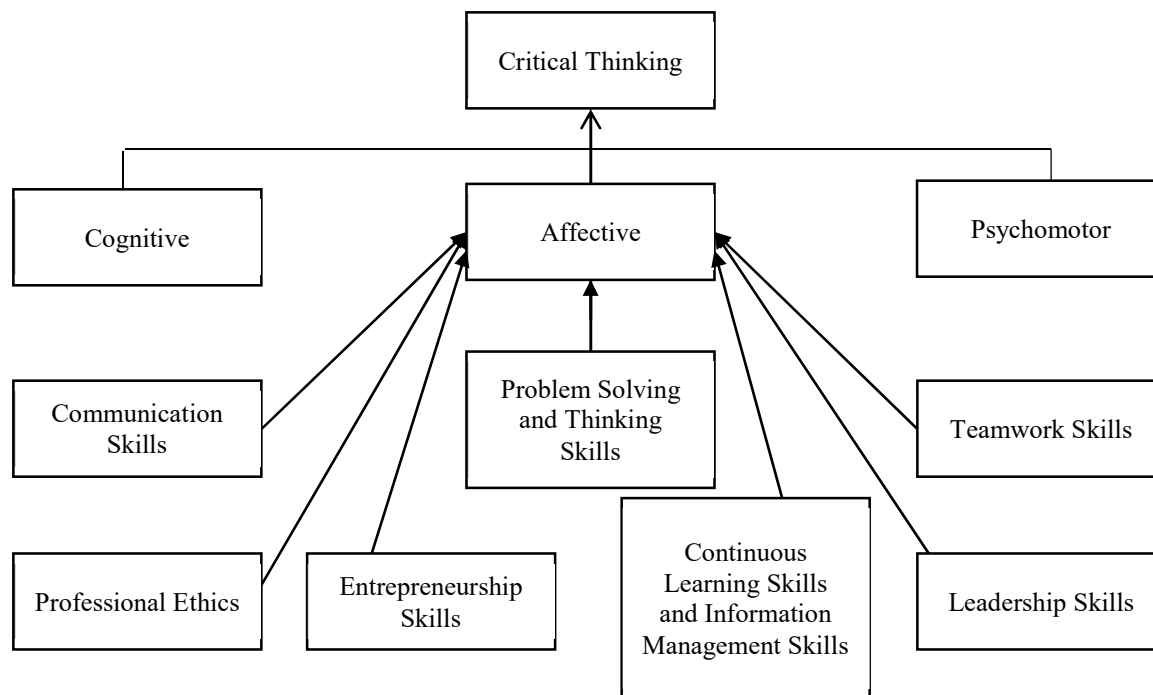 Critical Thinking
Cognitive
Affective
Psychomotor
Communication
Skills
Problem Solving
and Thinking
Skills
Teamwork Skills
Professional Ethics
Entrepreneurship
Skills
Continuous
Learning Skills
and Information
Management Skills
Leadership Skills